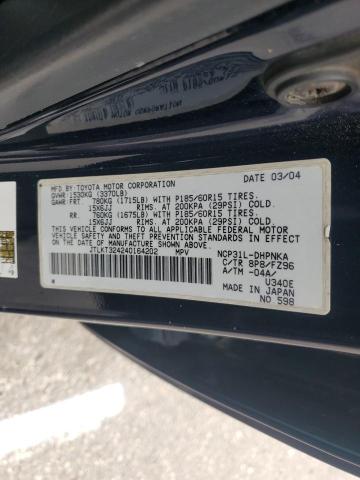 MFD. BY TOYOTA MOTOR CORPORATION DATE 03/04
GVWR:1530KG (3370LB)
GAWR:FRT 780KG (1715LB) WITH P185/60R15 TIRES.
15X6JJ RIMS. AT 200KPA (29PSI) COLD.
RR. 760KG (1675LB) WITH P185/60R15 TIRES.
15X6JJ RIMS. AT 200KPA (29PSI) COLD.
THIS VEHICLE CONFORMS TO ALL APPLICABLE FEDERAL MOTOR
VEHICLE SAFETY, BUMPER, AND THEFT PREVENTION STANDARDS IN
EFFECT ON THE DATE OF MANUFACTURE SHOWN ABOVE.
JTLKT324240164202 MPV
NCP31L-DHPNKA
C/TR 8P8/FZ96
A/TM -04A/
U340E
MADE IN JAPAN
NO 598